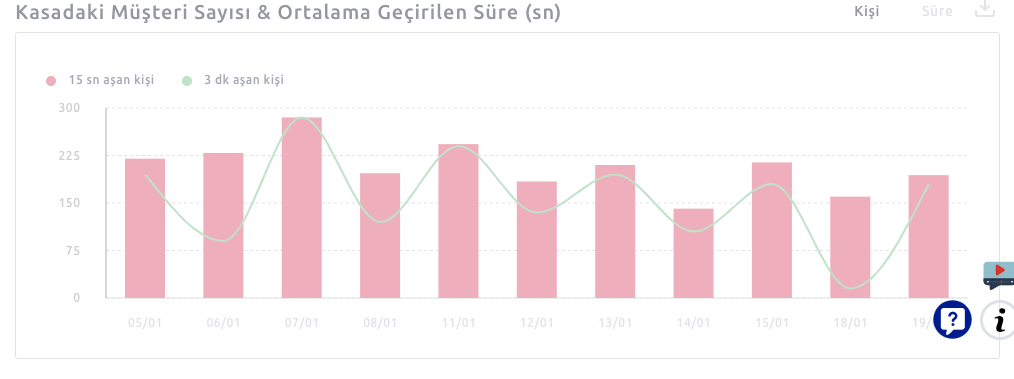 Kasadaki Müşteri Sayısı & Ortalama Geçirilen Süre (sn)
Kişi
Süre
15 sn aşan kişi
3 dk aşan kişi
300
225
150
75
0
05/01
06/01
07/01
08/01
11/01
12/01
13/01
14/01
15/01
18/01
19/
?
i